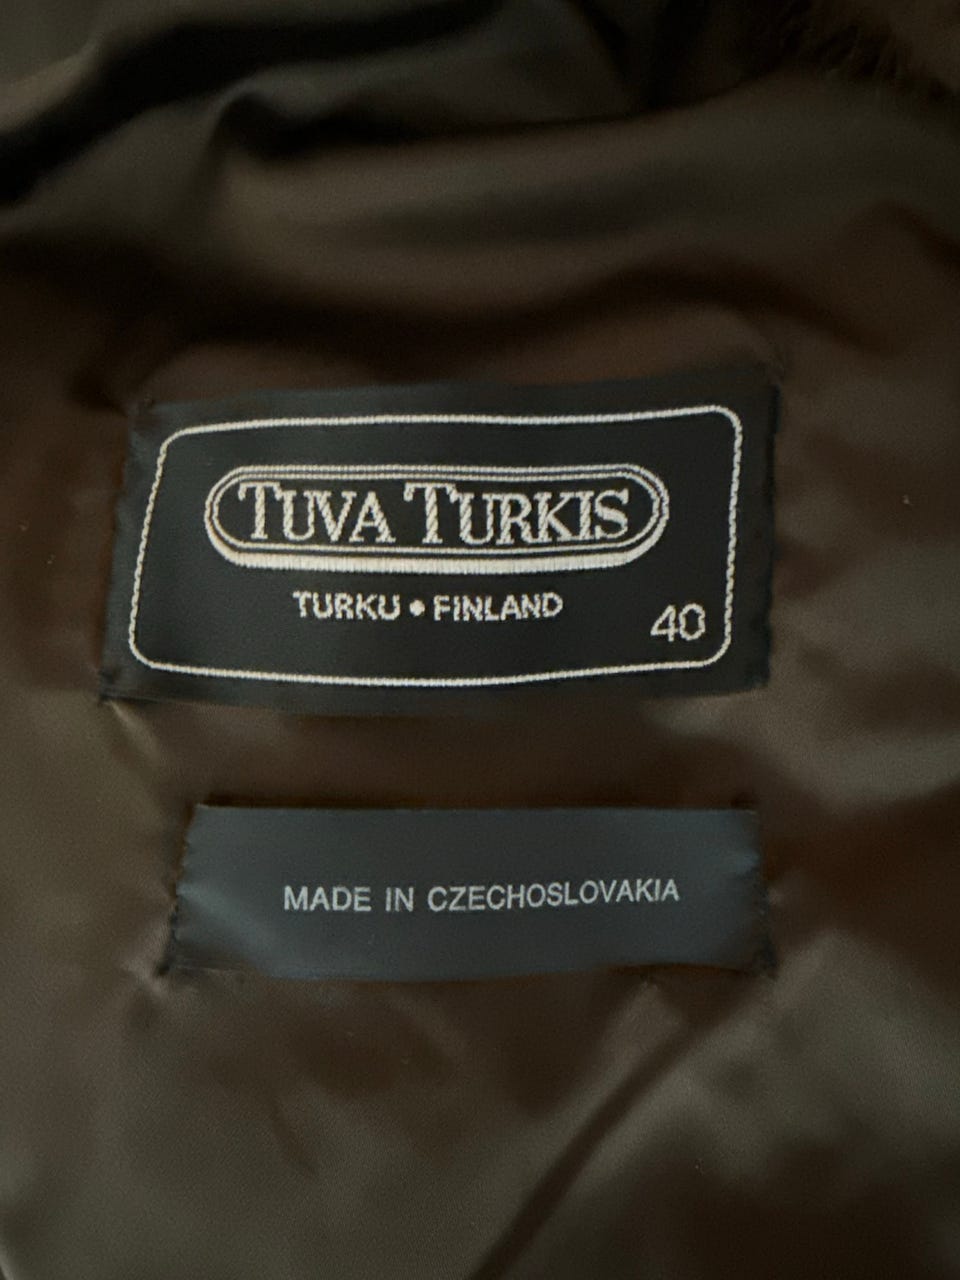 TUVA TURKIS
TURKU • FINLAND
40
MADE IN CZECHOSLOVAKIA